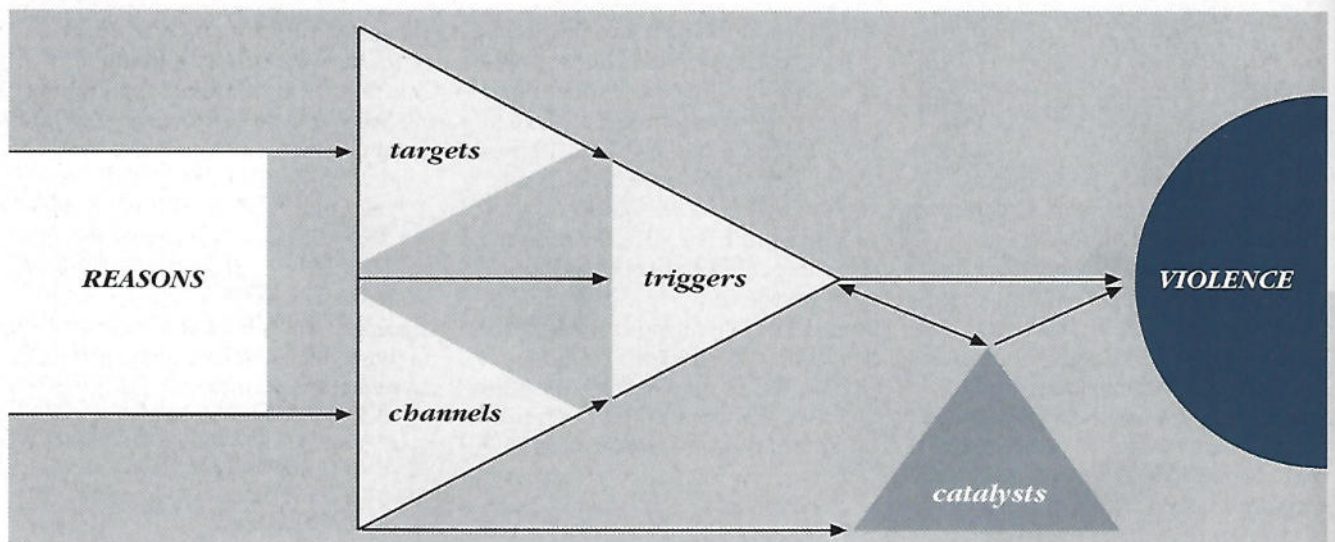 targets
REASONS
triggers
VIOLENCE
channels
catalysts